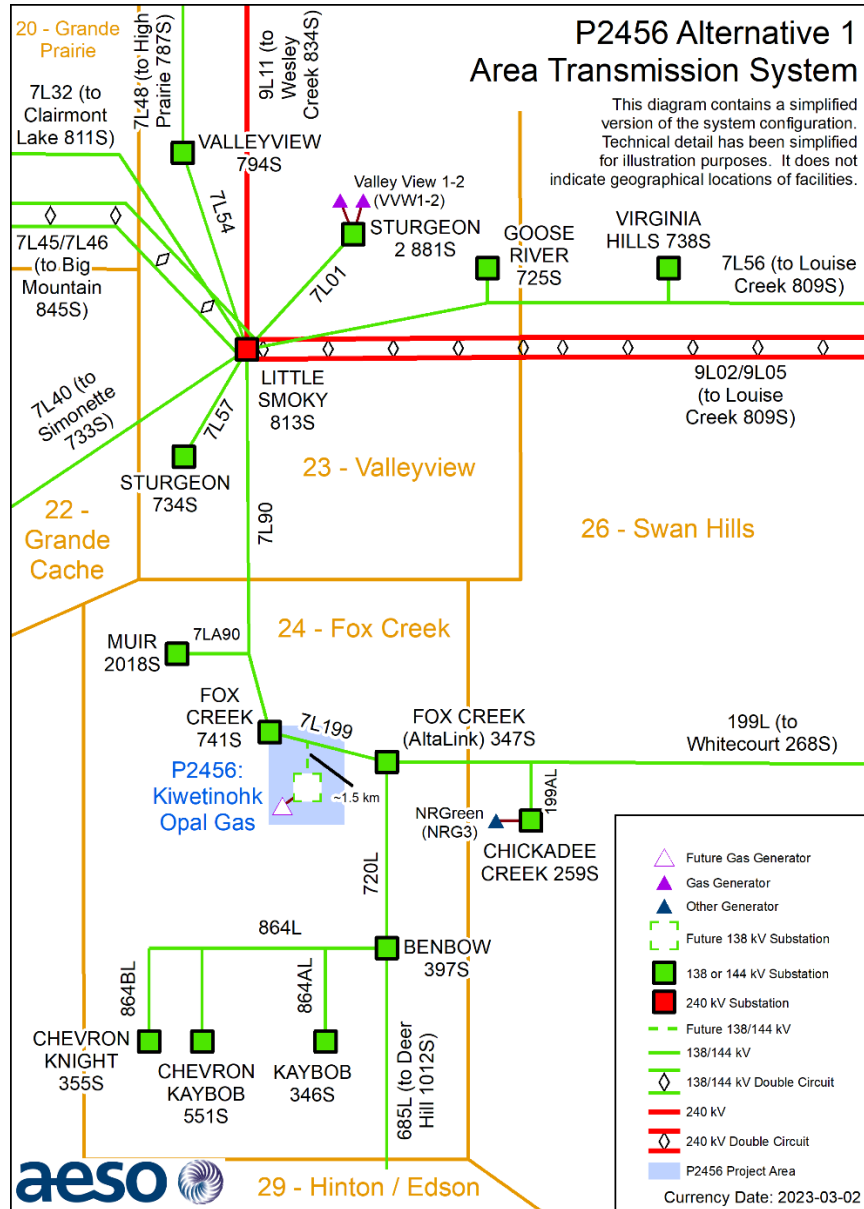 P2456 Alternative 1
Area Transmission System
This diagram contains a simplified
version of the system configuration.
Technical detail has been simplified
for illustration purposes. It does not
indicate geographical locations of facilities.
20 - Grande
Prairie
7L48 (to High
Prairie 787S)
9L11 (to
Wesley
Creek 834S)
7L32 (to
Clairmont
Lake 811S)
VALLEYVIEW
794S
7L54
Valley View 1-2
(VVW1-2)
STURGEON
2 881S
7L01
GOOSE
RIVER
725S
VIRGINIA
HILLS 738S
7L56 (to Louise
Creek 809S)
7L45/7L46
(to Big
Mountain
845S)
LITTLE
SMOKY
813S
9L02/9L05
(to Louise
Creek 809S)
7L40 (to
Simonette
733S)
7L57
STURGEON
734S
23 - Valleyview
22 -
Grande
Cache
7L90
26 - Swan Hills
24 - Fox Creek
MUIR
2018S
7LA90
FOX
CREEK
741S
7L199
FOX CREEK
(AltaLink) 347S
199L (to
Whitecourt 268S)
P2456:
Kiwetinohk
Opal Gas
~1.5 km
NRGreen
(NRG3)
199AL
CHICKADEE
CREEK 259S
720L
864L
BENBOW
397S
864BL
864AL
CHEVRON
KNIGHT
355S
CHEVRON
KAYBOB
551S
KAYBOB
346S
685L (to Deer
Hill 1012S)
Future Gas Generator
Gas Generator
Other Generator
Future 138 kV Substation
138 or 144 kV Substation
240 kV Substation
Future 138/144 kV
138/144 kV
138/144 kV Double Circuit
240 kV
240 kV Double Circuit
P2456 Project Area
Currency Date: 2023-03-02
aeso
29 - Hinton / Edson